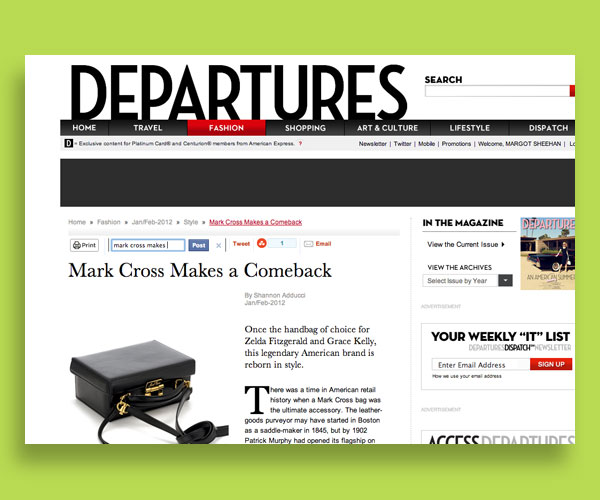 DEPARTURES
SEARCH
HOME TRAVEL FASHION SHOPPING ART & CULTURE LIFESTYLE DISPATCH
D = Exclusive content for Platinum Card® and Centurion® members from American Express. ?
Newsletter | Twitter | Mobile | Promotions | Welcome, MARGOT SHEEHAN | Lo
Home » Fashion » Jan/Feb-2012 » Style » Mark Cross Makes a Comeback
Print mark cross makes Post × Tweet 1 Email
Mark Cross Makes a Comeback
By Shannon Adducci
Jan/Feb-2012
Once the handbag of choice for
Zelda Fitzgerald and Grace Kelly,
this legendary American brand is
reborn in style.
There was a time in American retail
history when a Mark Cross bag was
the ultimate accessory. The leather-
goods purveyor may have started in Boston
as a saddle-maker in 1845, but by 1902
Patrick Murphy had opened its flagship on
IN THE MAGAZINE
View the Current Issue
VIEW THE ARCHIVES
Select Issue by Year
DEPARTURES
AN AMERICAN SUMMER
ADVERTISEMENT
YOUR WEEKLY "IT" LIST
DEPARTURES DISPATCH NEWSLETTER
Enter Email Address SIGN UP
How we use your email address
ADVERTISEMENT
ACCESS DEPARTURES